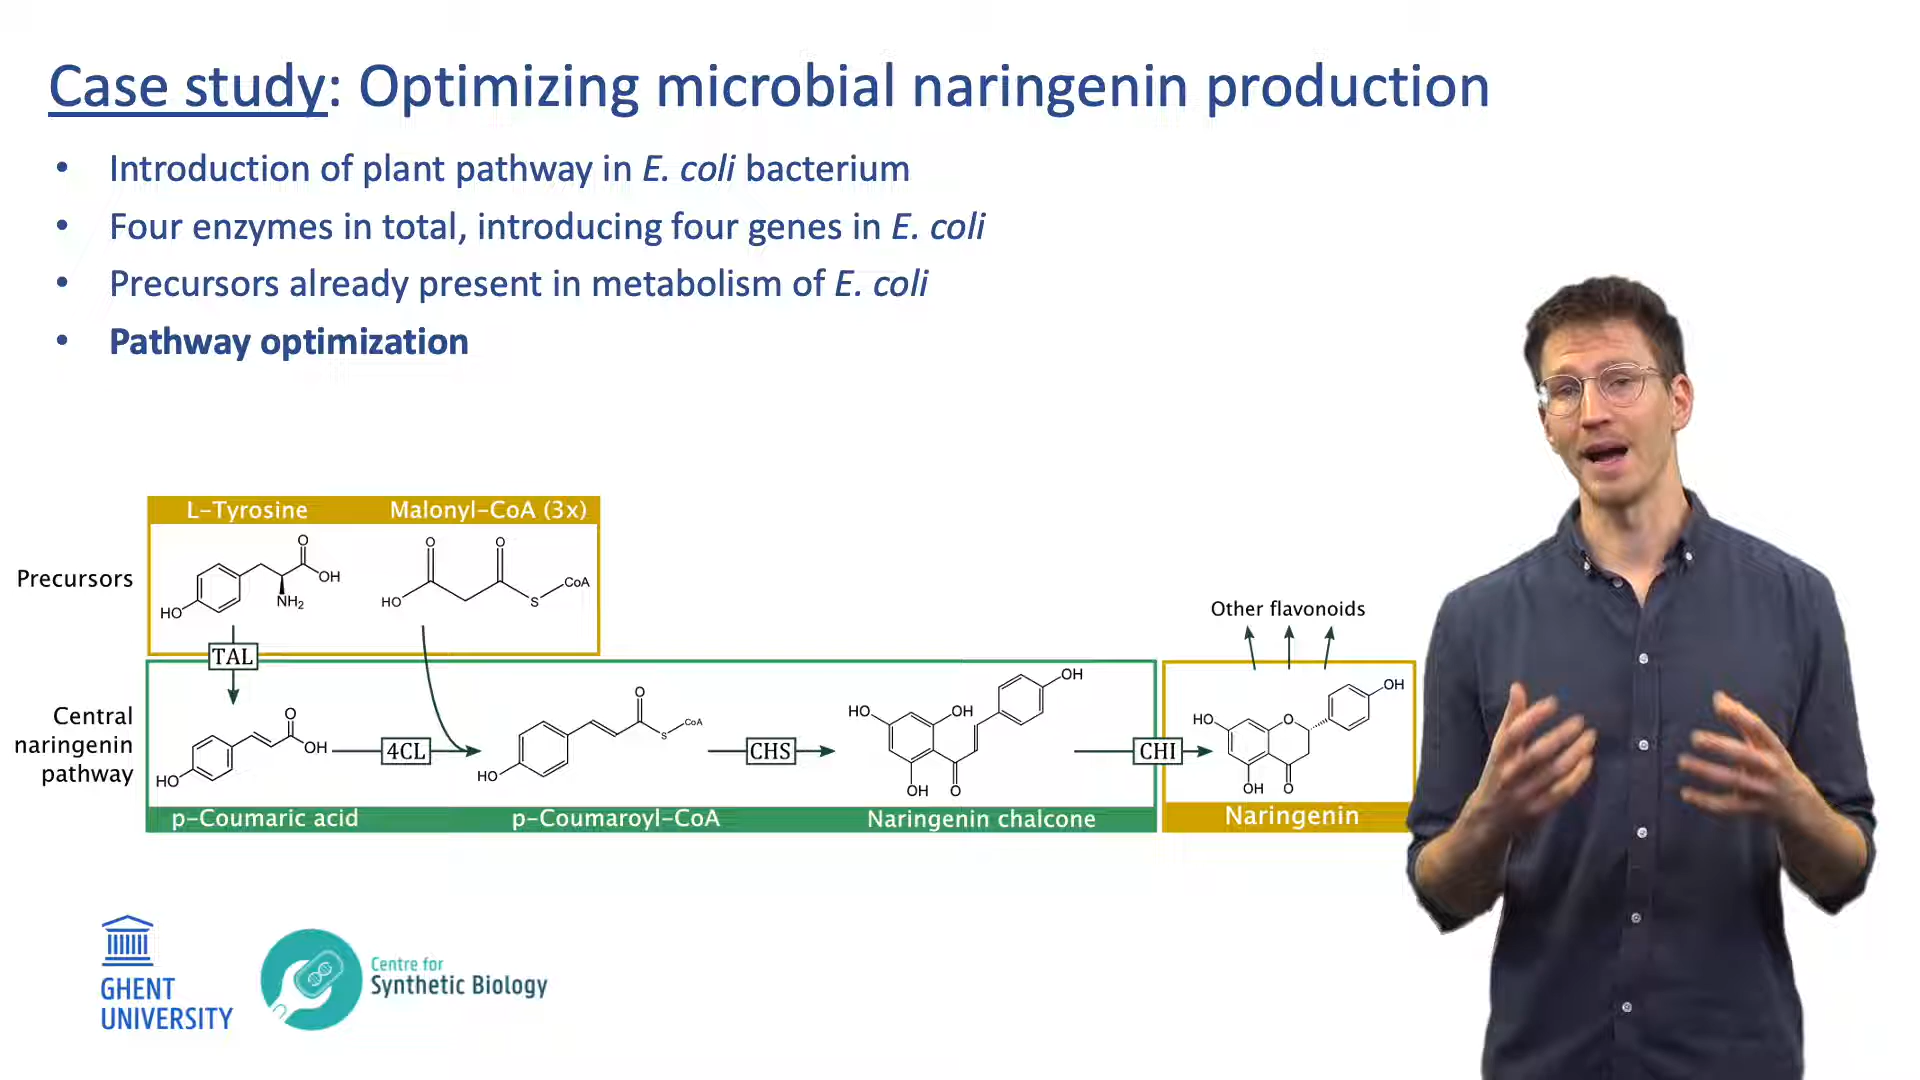 Case study: Optimizing microbial naringenin production
• Introduction of plant pathway in E. coli bacterium
• Four enzymes in total, introducing four genes in E. coli
• Precursors already present in metabolism of E. coli
• Pathway optimization
L-Tyrosine
Malonyl-CoA (3x)
Precursors
O
OH
NH₂
HO
O
O
HO
S
CoA
TAL
Other flavonoids
Central
naringenin
pathway
O
OH
HO
4CL
O
S
CoA
HO
CHS
HO
OH
OH
OH
O
CHI
HO
O
OH
OH
O
p-Coumaric acid
p-Coumaroyl-CoA
Naringenin chalcone
Naringenin
GHENT
UNIVERSITY
Centre for
Synthetic Biology